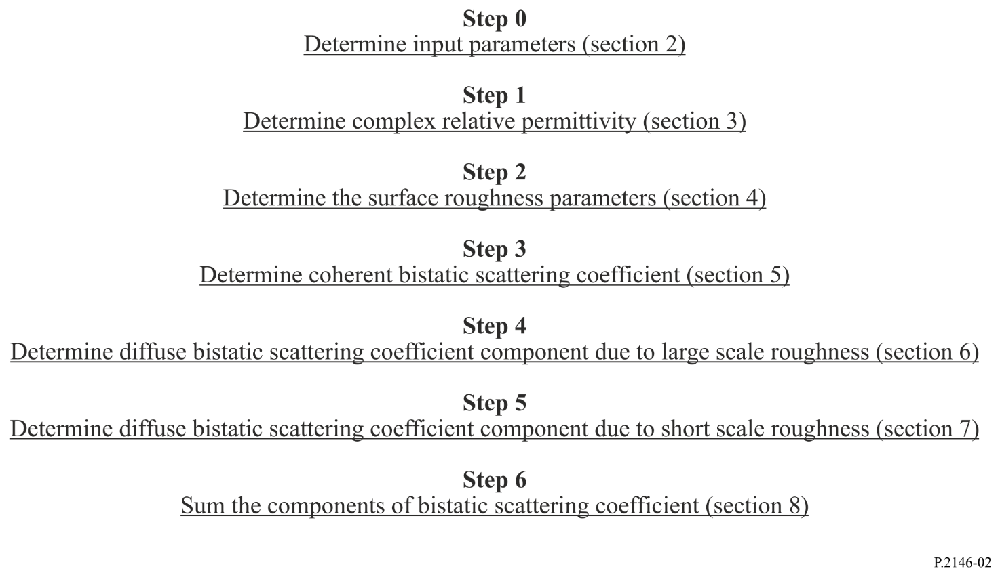 Step 0
Determine input parameters (section 2)
Step 1
Determine complex relative permittivity (section 3)
Step 2
Determine the surface roughness parameters (section 4)
Step 3
Determine coherent bistatic scattering coefficient (section 5)
Step 4
Determine diffuse bistatic scattering coefficient component due to large scale roughness (section 6)
Step 5
Determine diffuse bistatic scattering coefficient component due to short scale roughness (section 7)
Step 6
Sum the components of bistatic scattering coefficient (section 8)
P.2146-02